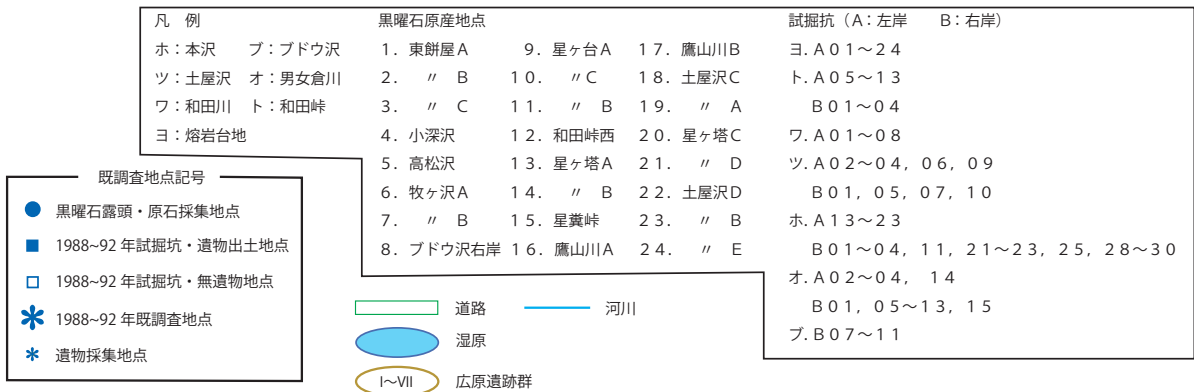 凡 例
ホ：本沢 ブ：ブドウ沢
ツ：土屋沢 オ：男女倉川
ワ：和田川 ト：和田峠
ヨ：熔岩台地
黒曜石原産地点
１．東餅屋Ａ
２．〃 Ｂ
３．〃 Ｃ
４．小深沢
５．高松沢
６．牧ヶ沢Ａ
７．〃 Ｂ
８．ブドウ沢右岸
９．星ヶ台Ａ
１０．〃Ｃ
１１．〃 Ｂ
１２．和田峠西
１３．星ヶ塔Ａ
１４．〃 Ｂ
１５．星糞峠
１６．鷹山川Ａ
１７．鷹山川Ｂ
１８．土屋沢Ｃ
１９．〃 Ａ
２０．星ヶ塔Ｃ
２１．〃 Ｄ
２２．土屋沢Ｄ
２３．〃 Ｂ
２４．〃 Ｅ
試掘坑（Ａ：左岸 Ｂ：右岸）
ヨ.Ａ０１〜２４
ト.Ａ０５〜１３
Ｂ０１〜０４
ワ.Ａ０１〜０８
ツ.Ａ０２〜０４，０６，０９
Ｂ０１，０５，０７，１０
ホ.Ａ１３〜２３
Ｂ０１〜０４，１１，２１〜２３，２５，２８〜３０
オ.Ａ０２〜０４，１４
Ｂ０１，０５〜１３，１５
ブ.Ｂ０７〜１１
既調査地点記号
黒曜石露頭・原石採集地点
1988~92 年試掘坑・遺物出土地点
1988~92 年試掘坑・無遺物地点
1988~92 年既調査地点
遺物採集地点
道路
河川
湿原
I〜VII 広原遺跡群